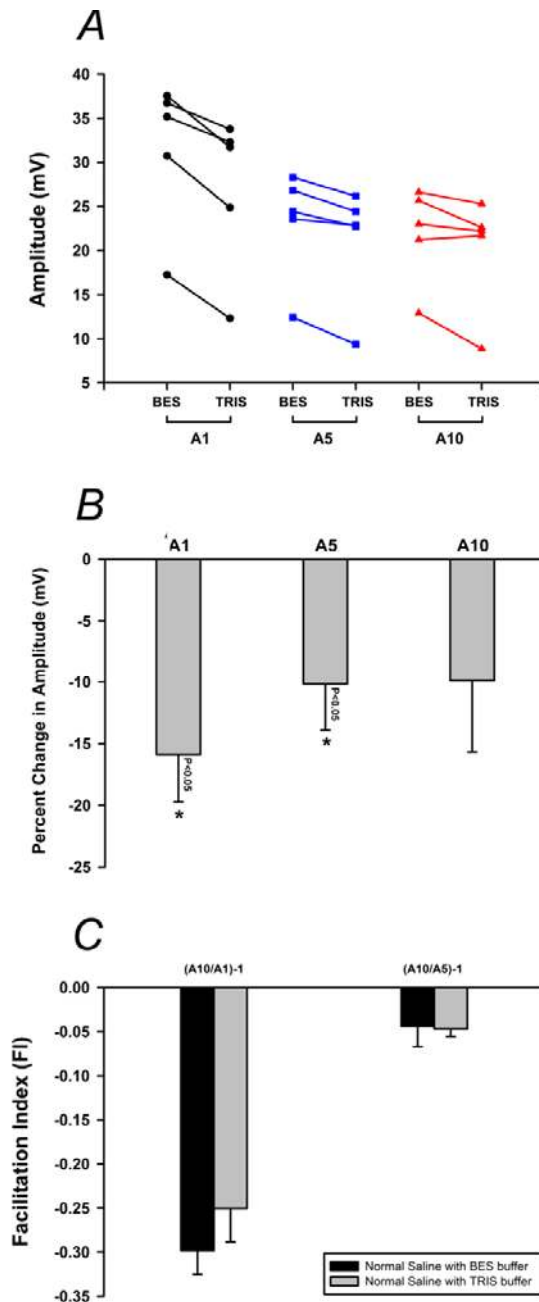 A
Amplitude (mV)
40
35
30
25
20
15
10
5
BES TRIS BES TRIS BES TRIS
A1 A5 A10
B
A1 A5 A10
Percent Change in Amplitude (mV)
0
-5
-10
-15
-20
-25
P<0.05
*
P<0.05
*
C
(A10/A1)-1 (A10/A5)-1
Facilitation Index (FI)
0.00
-0.05
-0.10
-0.15
-0.20
-0.25
-0.30
-0.35
Normal Saline with BES buffer
Normal Saline with TRIS buffer